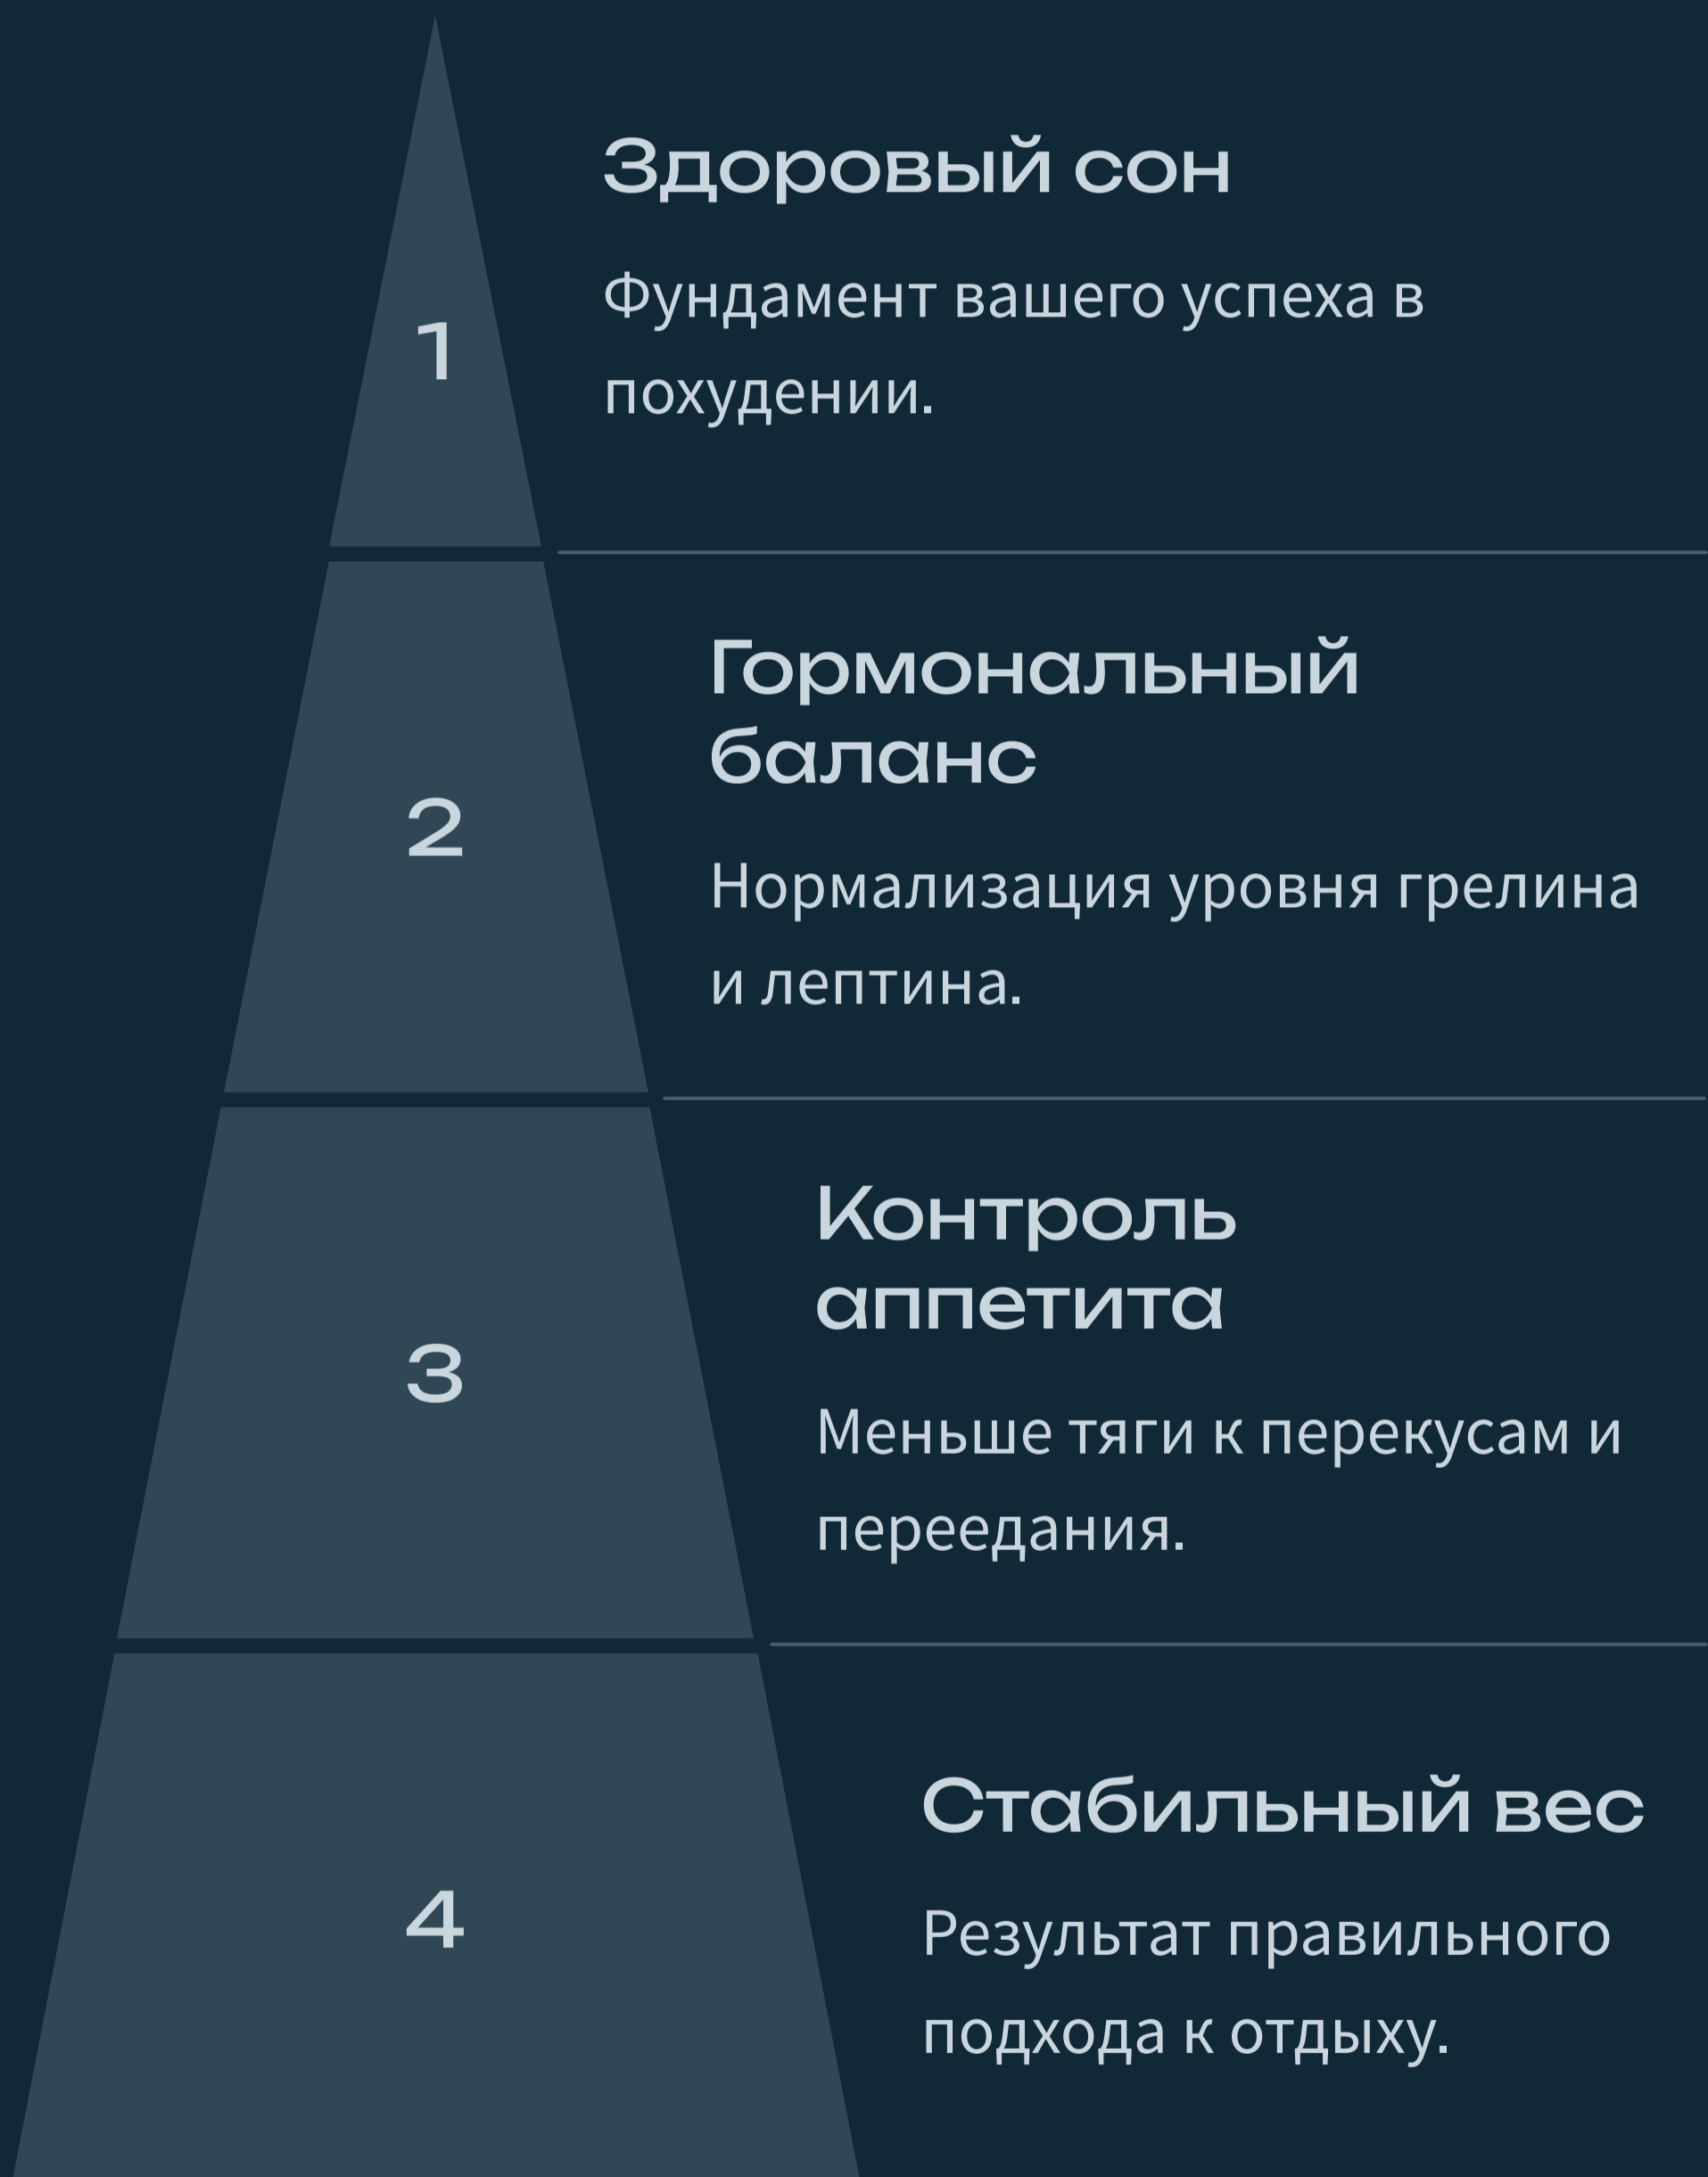 1
Здоровый сон
Фундамент вашего успеха в
похудении.
2
Гормональный
баланс
Нормализация уровня грелина
и лептина.
3
Контроль
аппетита
Меньше тяги к перекусам и
переедания.
4
Стабильный вес
Результат правильного
подхода к отдыху.